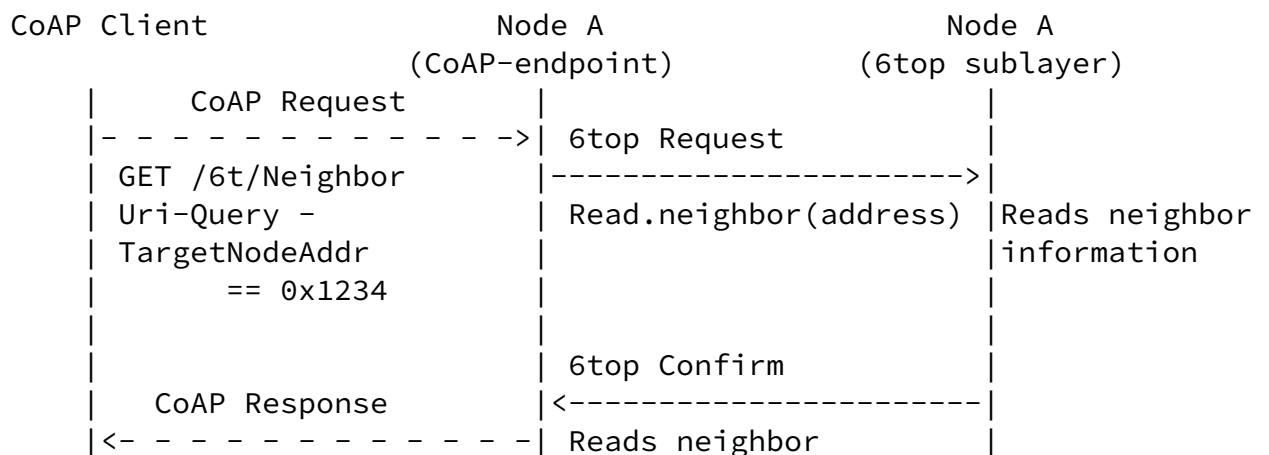 CoAP Client                Node A                   Node A
                      (CoAP-endpoint)          (6top sublayer)
    |     CoAP Request       |                        |
    |- - - - - - - - - - - ->| 6top Request           |
    | GET /6t/Neighbor       |----------------------->|
    | Uri-Query -            | Read.neighbor(address) |Reads neighbor
    | TargetNodeAddr         |                        |information
    |       == 0x1234        |                        |
    |                        |                        |
    |                        | 6top Confirm           |
    |   CoAP Response        |<-----------------------|
    |<- - - - - - - - - - - -| Reads neighbor         |